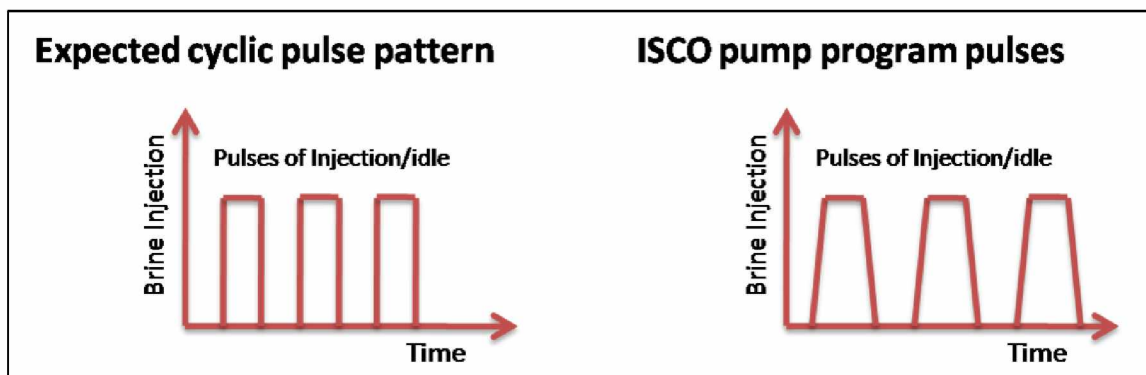 Expected cyclic pulse pattern
Pulses of Injection/idle
Brine Injection
Time
ISCO pump program pulses
Pulses of Injection/idle
Brine Injection
Time